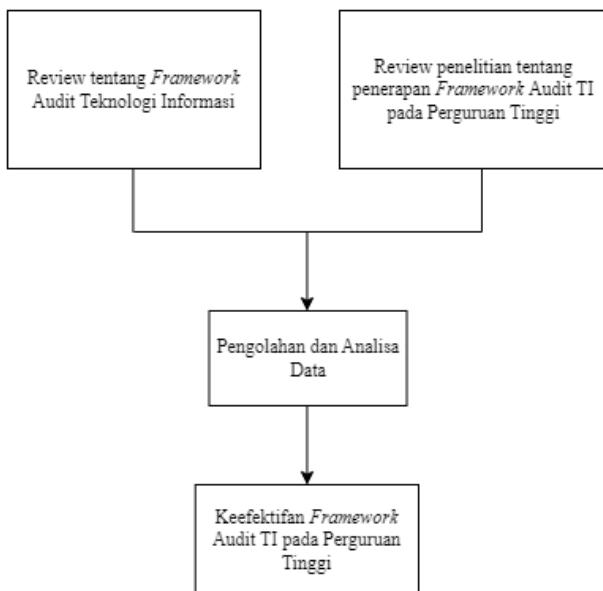 Review tentang Framework
Audit Teknologi Informasi
Review penelitian tentang
penerapan Framework Audit TI
pada Perguruan Tinggi
Pengolahan dan Analisa
Data
Keefektifan Framework
Audit TI pada Perguruan
Tinggi